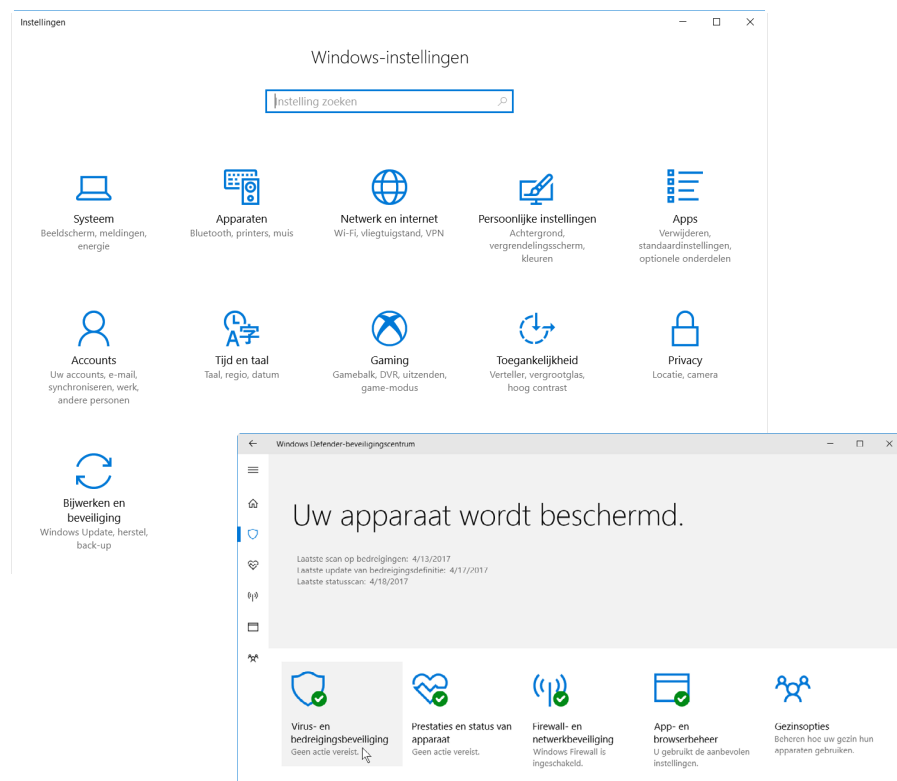 Instellingen
Windows-instellingen
Instelling zoeken
Systeem
Beeldscherm, meldingen,
energie
Apparaten
Bluetooth, printers, muis
Netwerk en internet
Wi-Fi, vliegtuigstand, VPN
Persoonlijke instellingen
Achtergrond,
vergrendelingsscherm,
kleuren
Apps
Verwijderen,
standaardinstellingen,
optionele onderdelen
Accounts
Uw accounts, e-mail,
synchroniseren, werk,
andere personen
Tijd en taal
Taal, regio, datum
Gaming
Gamebalk, DVR, uitzenden,
game-modus
Toegankelijkheid
Verteller, vergrootglas,
hoog contrast
Privacy
Locatie, camera
Bijwerken en
beveiliging
Windows Update, herstel,
back-up
Windows Defender-beveiligingscentrum
Uw apparaat wordt beschermd.
Laatste scan op bedreigingen: 4/13/2017
Laatste update van bedreigingsdefinitie: 4/17/2017
Laatste statusscan: 4/18/2017
Virus- en
bedreigingsbeveiliging
Geen actie vereist.
Prestaties en status van
apparaat
Geen actie vereist.
Firewall- en
netwerkbeveiliging
Windows Firewall is
ingeschakeld.
App- en
browserbeheer
U gebruikt de aanbevolen
instellingen.
Gezinsopties
Beheren hoe uw gezin hun
apparaten gebruiken.